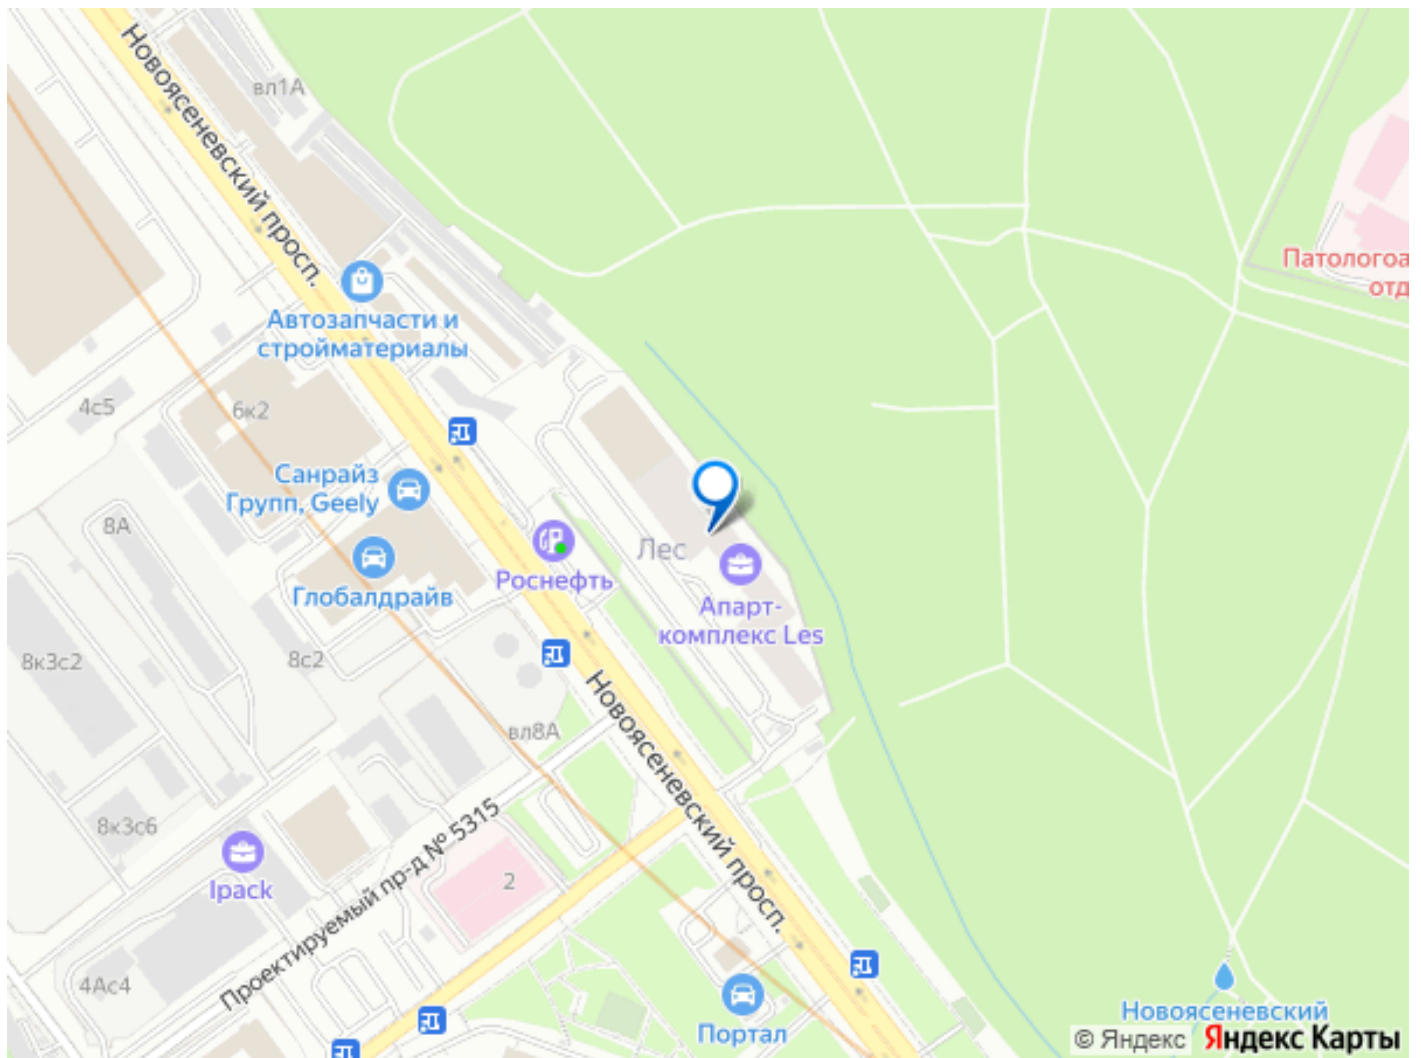 Новоясеневский просп.
вл1А
Патологоа
отд
Автозапчасти и
стройматериалы
4с5
6к2
Санрайз
Групп, Geely
8А
Лес
Роснефть
Глобалдрайв
Апарт-
комплекс Les
8к3с2
8с2
вл8А
Новоясеневский просп.
8к3с6
Проектируемый пр-д № 5315
Ipack
2
4Ас4
Портал
Новоясеневский
© Яндекс Яндекс Карты